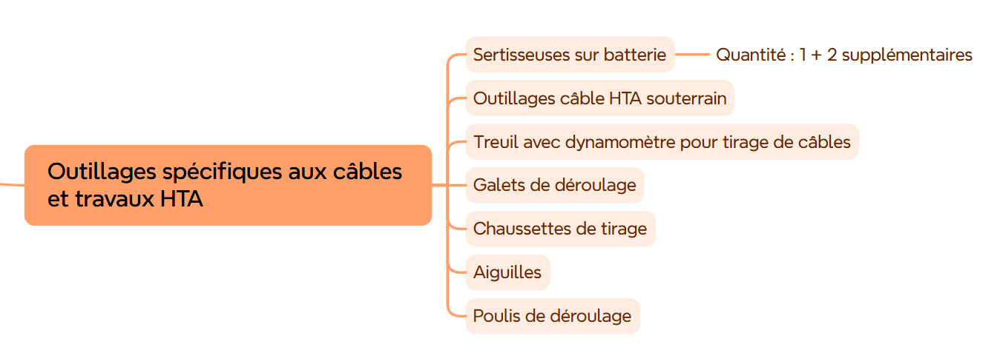 Outillages spécifiques aux câbles
et travaux HTA
Sertisseuses sur batterie
Quantité : 1 + 2 supplémentaires
Outillages câble HTA souterrain
Treuil avec dynamomètre pour tirage de câbles
Galets de déroulage
Chaussettes de tirage
Aiguilles
Poulis de déroulage